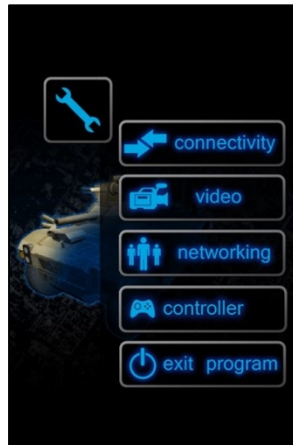 connectivity
video
networking
controller
exit program